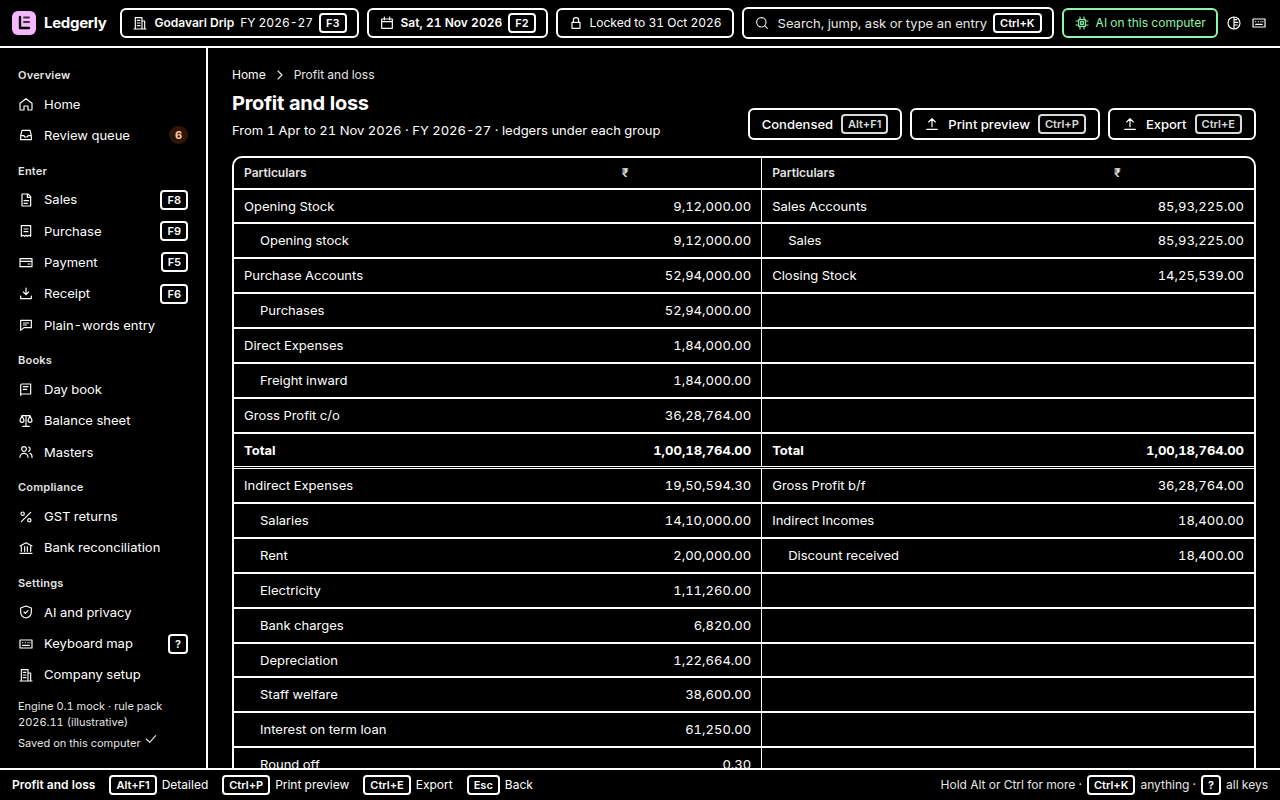 Ledgerly
Godavari Drip FY 2026-27 F3
Sat, 21 Nov 2026 F2
Locked to 31 Oct 2026
Search, jump, ask or type an entry Ctrl+K
AI on this computer
Overview
Home
Review queue 6
Enter
Sales F8
Purchase F9
Payment F5
Receipt F6
Plain-words entry
Books
Day book
Balance sheet
Masters
Compliance
GST returns
Bank reconciliation
Settings
AI and privacy
Keyboard map ?
Company setup
Engine 0.1 mock · rule pack
2026.11 (illustrative)
Saved on this computer
Home Profit and loss
Profit and loss
From 1 Apr to 21 Nov 2026 · FY 2026-27 · ledgers under each group
Condensed Alt+F1
Print preview Ctrl+P
Export Ctrl+E
Particulars ₹ Particulars ₹
Opening Stock 9,12,000.00 Sales Accounts 85,93,225.00
Opening stock 9,12,000.00 Sales 85,93,225.00
Purchase Accounts 52,94,000.00 Closing Stock 14,25,539.00
Purchases 52,94,000.00
Direct Expenses 1,84,000.00
Freight inward 1,84,000.00
Gross Profit c/o 36,28,764.00
Total 1,00,18,764.00 Total 1,00,18,764.00
Indirect Expenses 19,50,594.30 Gross Profit b/f 36,28,764.00
Salaries 14,10,000.00 Indirect Incomes 18,400.00
Rent 2,00,000.00 Discount received 18,400.00
Electricity 1,11,260.00
Bank charges 6,820.00
Depreciation 1,22,664.00
Staff welfare 38,600.00
Interest on term loan 61,250.00
Round off 0.30
Profit and loss Alt+F1 Detailed Ctrl+P Print preview Ctrl+E Export Esc Back
Hold Alt or Ctrl for more · Ctrl+K anything · ? all keys